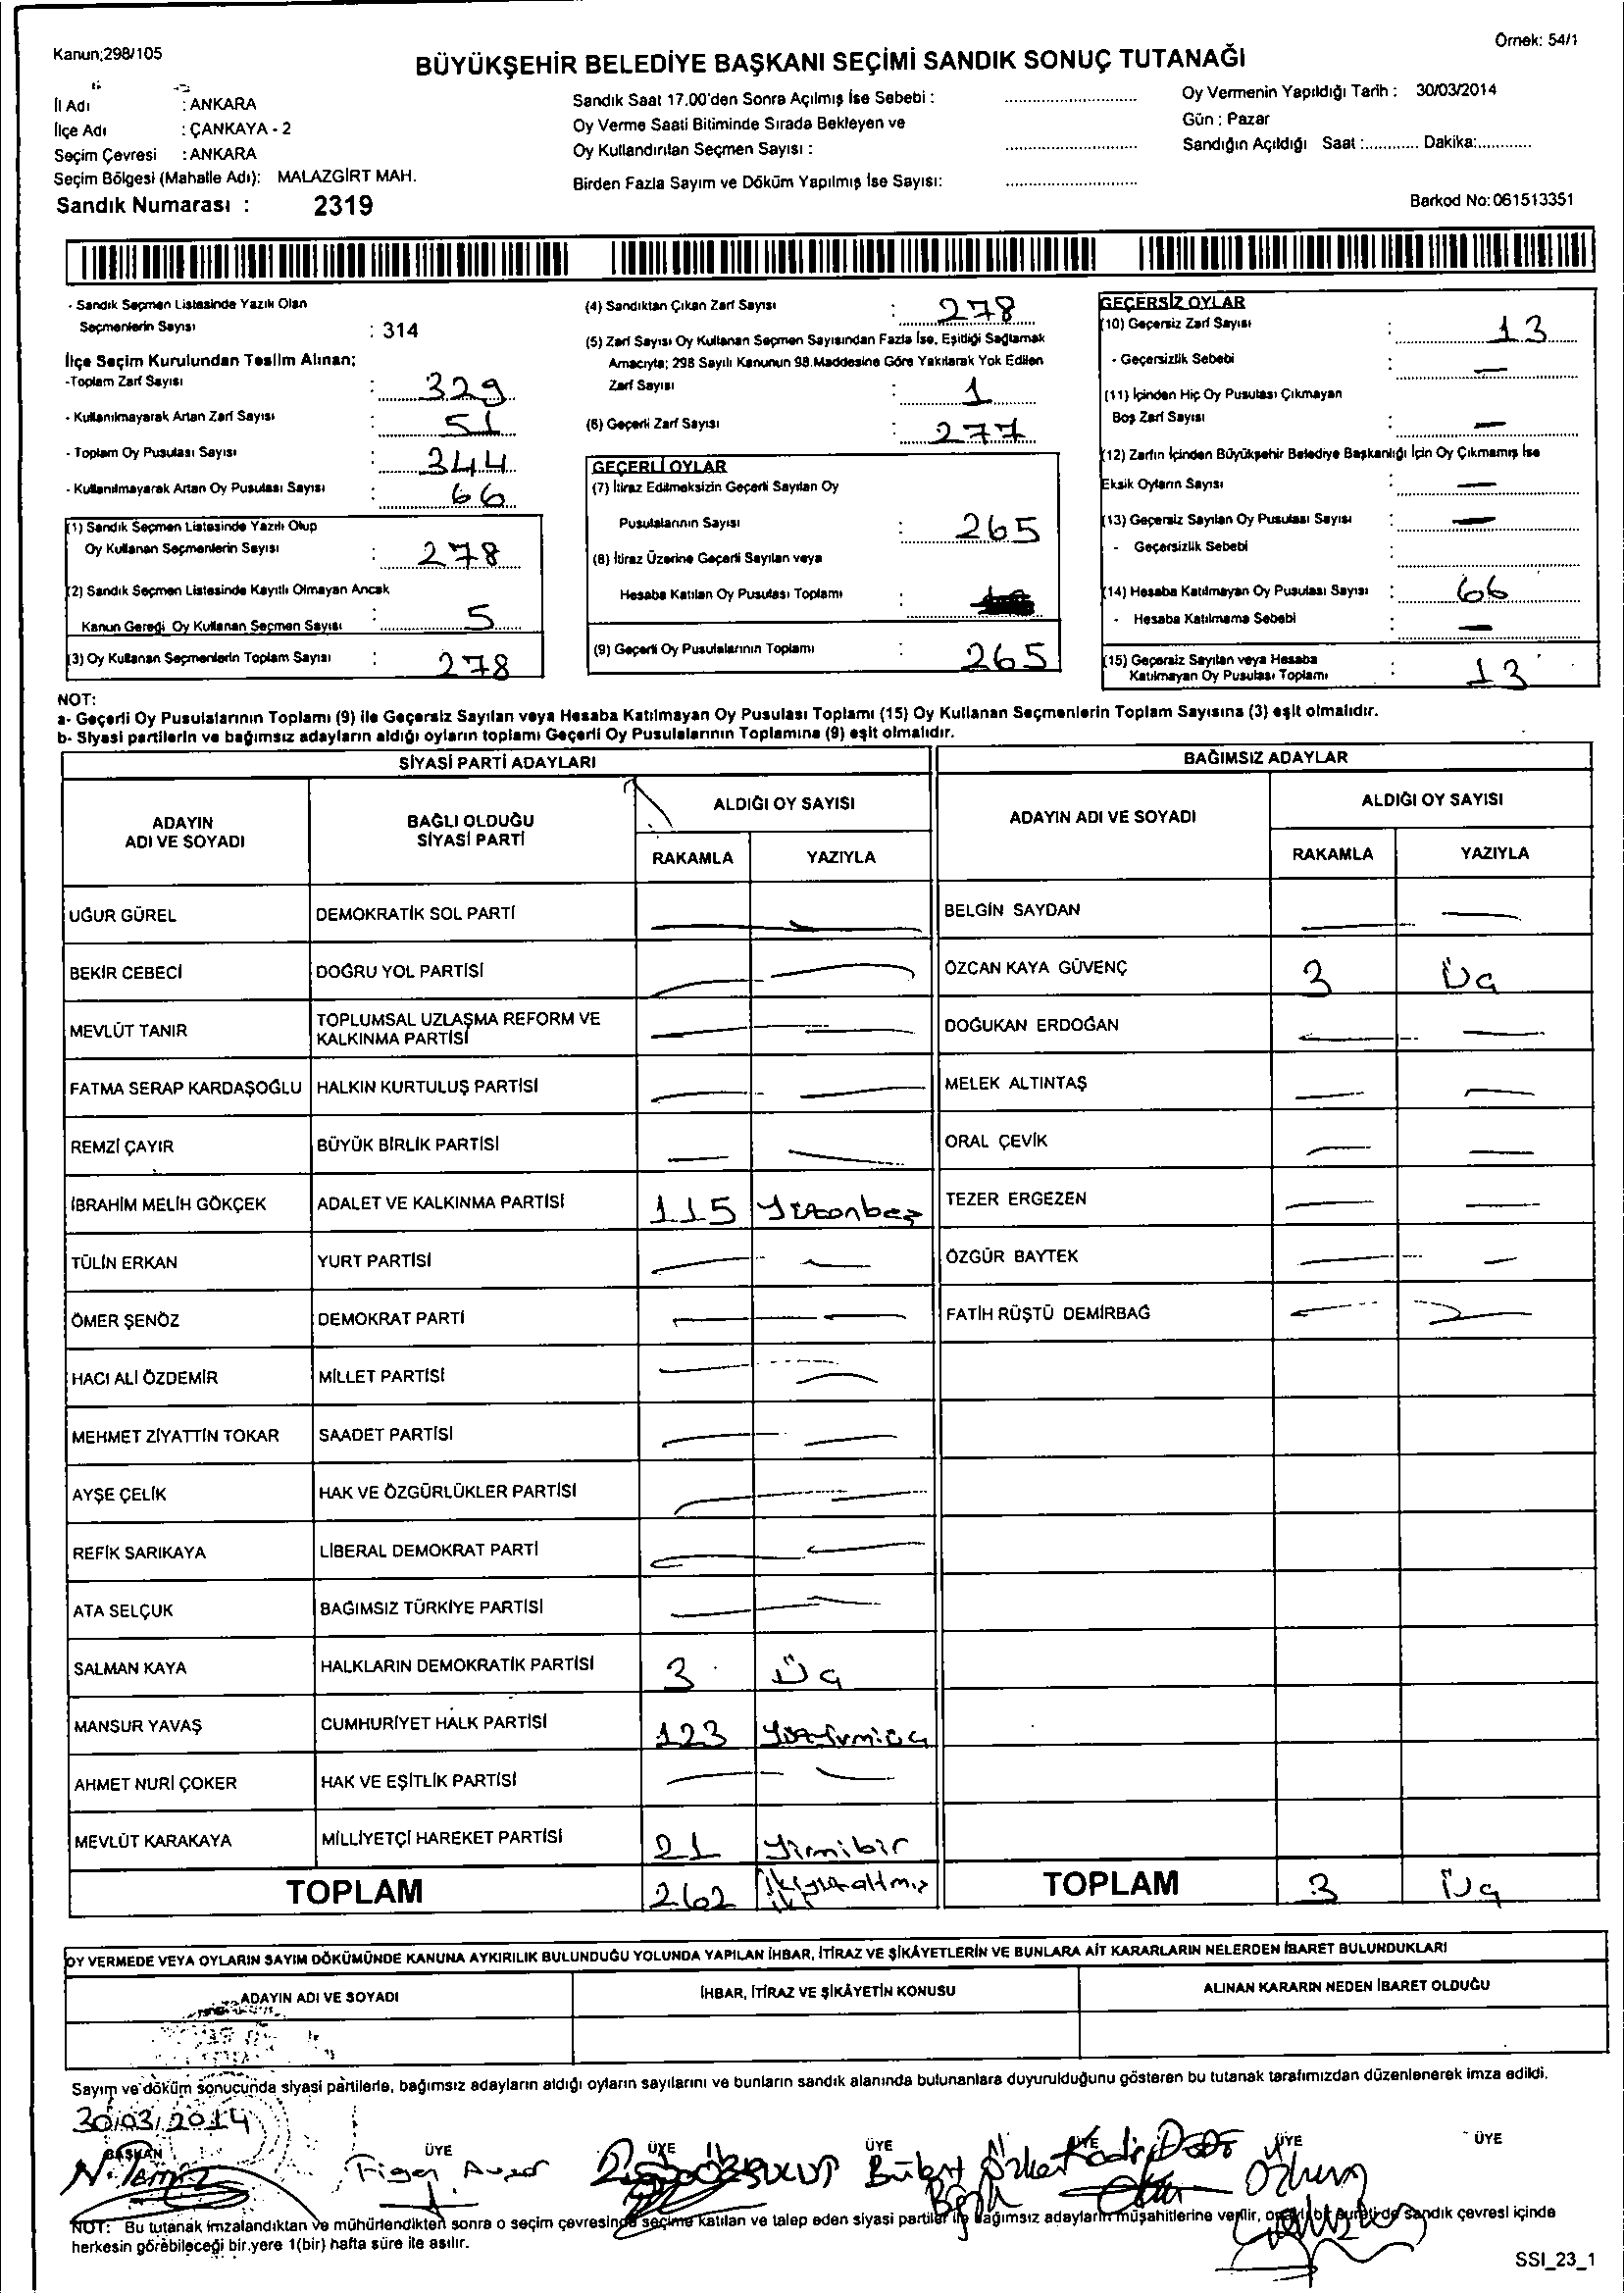 Kanun;298/105
Örnek: 54/1
BÜYÜKŞEHİR BELEDİYE BAŞKANI SEÇİMİ SANDIK SONUÇ TUTANAĞI
İl Adı : ANKARA
İlçe Adı : ÇANKAYA - 2
Seçim Çevresi : ANKARA
Seçim Bölgesi (Mahalle Adı): MALAZGİRT MAH.
Sandık Numarası : 2319
Sandık Saat 17.00'den Sonra Açılmış İse Sebebi :
Oy Verme Saati Bitiminde Sırada Bekleyen ve
Oy Kullandırılan Seçmen Sayısı :
Birden Fazla Sayım ve Döküm Yapılmış İse Sayısı:
Oy Vermenin Yapıldığı Tarih : 30/03/2014
Gün : Pazar
Sandığın Açıldığı Saat :............ Dakika:............
Barkod No:061513351
- Sandık Seçmen Listesinde Yazılı Olan
Seçmenlerin Sayısı : 314
İlçe Seçim Kurulundan Teslim Alınan;
-Toplam Zarf Sayısı : 329
- Kullanılmayarak Artan Zarf Sayısı : 51
- Toplam Oy Pusulası Sayısı : 344
- Kullanılmayarak Artan Oy Pusulası Sayısı : 66
(1) Sandık Seçmen Listesinde Yazılı Olup
Oy Kullanan Seçmenlerin Sayısı : 278
(2) Sandık Seçmen Listesinde Kayıtlı Olmayan Ancak
Kanun Gereği Oy Kullanan Seçmen Sayısı : 5
(3) Oy Kullanan Seçmenlerin Toplam Sayısı : 278
(4) Sandıktan Çıkan Zarf Sayısı : 278
(5) Zarf Sayısı Oy Kullanan Seçmen Sayısından Fazla İse, Eşitliği Sağlamak
Amacıyla; 298 Sayılı Kanunun 98.Maddesine Göre Yakılarak Yok Edilen
Zarf Sayısı : 1
(6) Geçerli Zarf Sayısı : 277
GEÇERLİ OYLAR
(7) İtiraz Edilmeksizin Geçerli Sayılan Oy
Pusulalarının Sayısı : 265
(8) İtiraz Üzerine Geçerli Sayılan veya
Hesaba Katılan Oy Pusulası Toplamı :
(9) Geçerli Oy Pusulalarının Toplamı : 265
GEÇERSİZ OYLAR
(10) Geçersiz Zarf Sayısı : 13
- Geçersizlik Sebebi : —
(11) İçinden Hiç Oy Pusulası Çıkmayan
Boş Zarf Sayısı : —
(12) Zarfın İçinden Büyükşehir Belediye Başkanlığı İçin Oy Çıkmamış İse
Eksik Oyların Sayısı : —
(13) Geçersiz Sayılan Oy Pusulası Sayısı : —
- Geçersizlik Sebebi :
(14) Hesaba Katılmayan Oy Pusulası Sayısı : 66
- Hesaba Katılmama Sebebi : —
(15) Geçersiz Sayılan veya Hesaba
Katılmayan Oy Pusulası Toplamı : 13
NOT:
a- Geçerli Oy Pusulalarının Toplamı (9) ile Geçersiz Sayılan veya Hesaba Katılmayan Oy Pusulası Toplamı (15) Oy Kullanan Seçmenlerin Toplam Sayısına (3) eşit olmalıdır.
b- Siyasi partilerin ve bağımsız adayların aldığı oyların toplamı Geçerli Oy Pusulalarının Toplamına (9) eşit olmalıdır.
SİYASİ PARTİ ADAYLARI
ADAYIN ADI VE SOYADI BAĞLI OLDUĞU SİYASİ PARTİ ALDIĞI OY SAYISI
RAKAMLA YAZIYLA
UĞUR GÜREL DEMOKRATİK SOL PARTİ — —
BEKİR CEBECİ DOĞRU YOL PARTİSİ — —
MEVLÜT TANIR TOPLUMSAL UZLAŞMA REFORM VE KALKINMA PARTİSİ — —
FATMA SERAP KARDAŞOĞLU HALKIN KURTULUŞ PARTİSİ — —
REMZİ ÇAYIR BÜYÜK BİRLİK PARTİSİ — —
İBRAHİM MELİH GÖKÇEK ADALET VE KALKINMA PARTİSİ 115 Yüzonbeş
TÜLİN ERKAN YURT PARTİSİ — —
ÖMER ŞENÖZ DEMOKRAT PARTİ — —
HACI ALİ ÖZDEMİR MİLLET PARTİSİ — —
MEHMET ZİYATTİN TOKAR SAADET PARTİSİ — —
AYŞE ÇELİK HAK VE ÖZGÜRLÜKLER PARTİSİ — —
REFİK SARIKAYA LİBERAL DEMOKRAT PARTİ — —
ATA SELÇUK BAĞIMSIZ TÜRKİYE PARTİSİ — —
SALMAN KAYA HALKLARIN DEMOKRATİK PARTİSİ 3 Üç
MANSUR YAVAŞ CUMHURİYET HALK PARTİSİ 123 Yüzyirmiüç
AHMET NURİ ÇOKER HAK VE EŞİTLİK PARTİSİ — —
MEVLÜT KARAKAYA MİLLİYETÇİ HAREKET PARTİSİ 21 Yirmibir
TOPLAM 262 İkiyüzaltmış iki
BAĞIMSIZ ADAYLAR
ADAYIN ADI VE SOYADI ALDIĞI OY SAYISI
RAKAMLA YAZIYLA
BELGİN SAYDAN — —
ÖZCAN KAYA GÜVENÇ 3 Üç
DOĞUKAN ERDOĞAN — —
MELEK ALTINTAŞ — —
ORAL ÇEVİK — —
TEZER ERGEZEN — —
ÖZGÜR BAYTEK — —
FATİH RÜŞTÜ DEMİRBAĞ — —
TOPLAM 3 Üç
OY VERMEDE VEYA OYLARIN SAYIM DÖKÜMÜNDE KANUNA AYKIRILIK BULUNDUĞU YOLUNDA YAPILAN İHBAR, İTİRAZ VE ŞİKÂYETLERİN VE BUNLARA AİT KARARLARIN NELERDEN İBARET BULUNDUKLARI
ADAYIN ADI VE SOYADI İHBAR, İTİRAZ VE ŞİKÂYETİN KONUSU ALINAN KARARIN NEDEN İBARET OLDUĞU
Sayım ve döküm sonucunda siyasi partilerle, bağımsız adayların aldığı oyların sayılarını ve bunların sandık alanında bulunanlara duyurulduğunu gösteren bu tutanak tarafımızdan düzenlenerek imza edildi.
30/03/2014
BAŞKAN ÜYE ÜYE ÜYE ÜYE ÜYE ÜYE
N. Temiz
NOT: Bu tutanak imzalandıktan ve mühürlendikten sonra o seçim çevresinde seçime katılan ve talep eden siyasi partiler ile bağımsız adayların müşahitlerine verilir, onaylı bir sureti de sandık çevresi içinde
herkesin görebileceği bir yere 1(bir) hafta süre ile asılır.
SSI_23_1